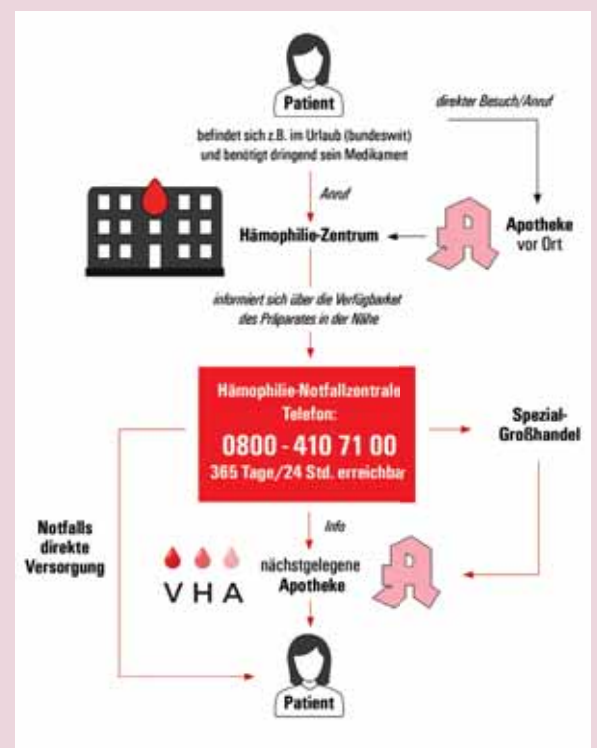 Patient
direkter Besuch/Anruf
befindet sich z.B. im Urlaub (bundesweit)
und benötigt dringend sein Medikament
Anruf
Hämophilie-Zentrum
Apotheke
vor Ort
informiert sich über die Verfügbarket
des Präparates in der Nähe
Hämophilie-Notfallzentrale
Telefon:
0800 - 410 71 00
365 Tage/24 Std. erreichbar
Spezial-
Großhandel
Notfalls
direkte
Versorgung
Info
nächstgelegene
Apotheke
VHA
Patient